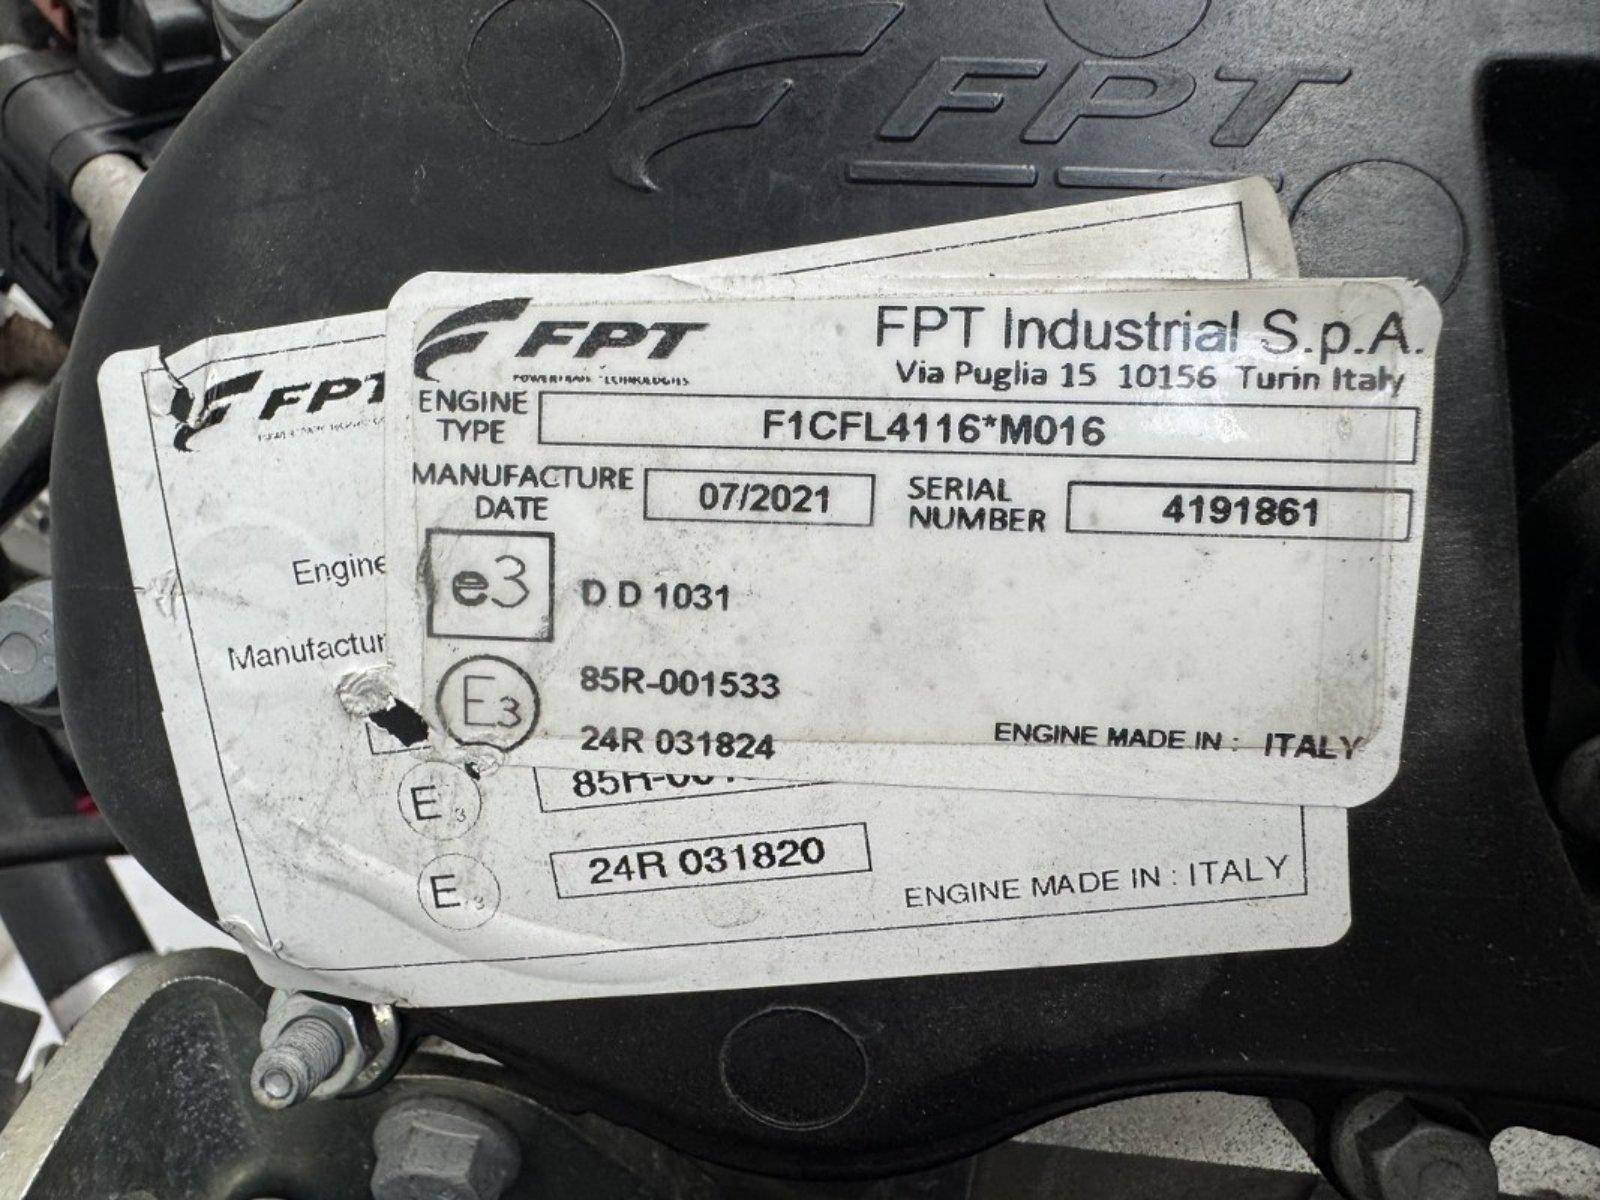 FPT
FPT
POWERTRAIN TECHNOLOGIES
FPT Industrial S.p.A.
Via Puglia 15 10156 Turin Italy
ENGINE TYPE F1CFL4116*M016
MANUFACTURE DATE 07/2021 SERIAL NUMBER 4191861
e3 D D 1031
E3 85R-001533
24R 031824
ENGINE MADE IN : ITALY
FPT
Engine
Manufactur
E3
E3 24R 031820
ENGINE MADE IN : ITALY